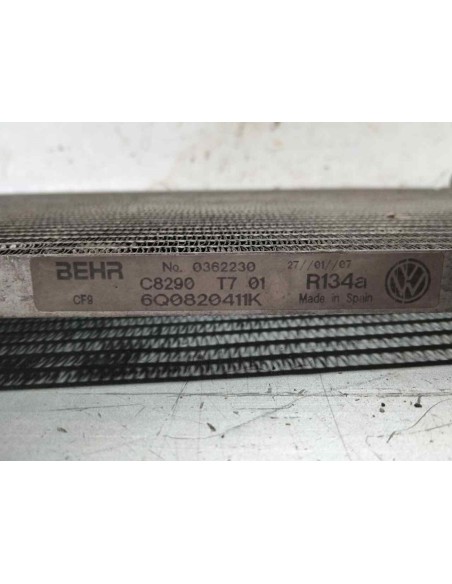 BEHR No. 0362230 27//01//07
C8290 T7 01 R134a
CF9 6Q0820411K Made in Spain